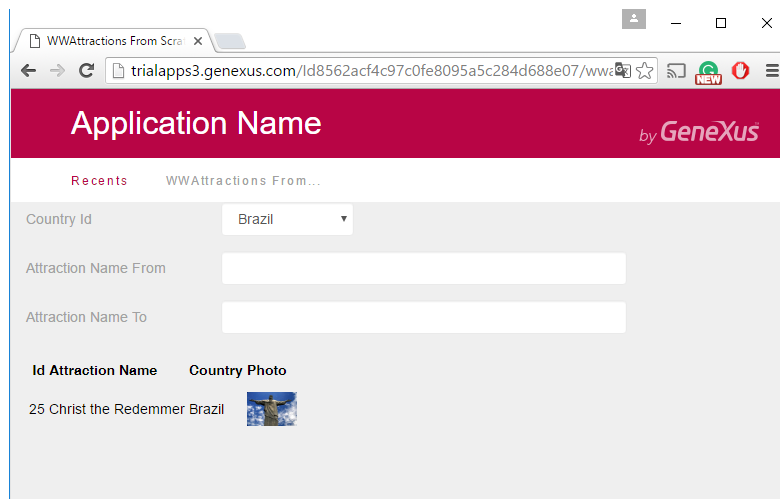 WWAttractions From Scra
trialapps3.genexus.com/Id8562acf4c97c0fe8095a5c284d688e07/wwa
NEW
Application Name
by GeneXus
Recents
WWAttractions From...
Country Id
Brazil
Attraction Name From
Attraction Name To
Id Attraction Name Country Photo
25 Christ the Redemmer Brazil